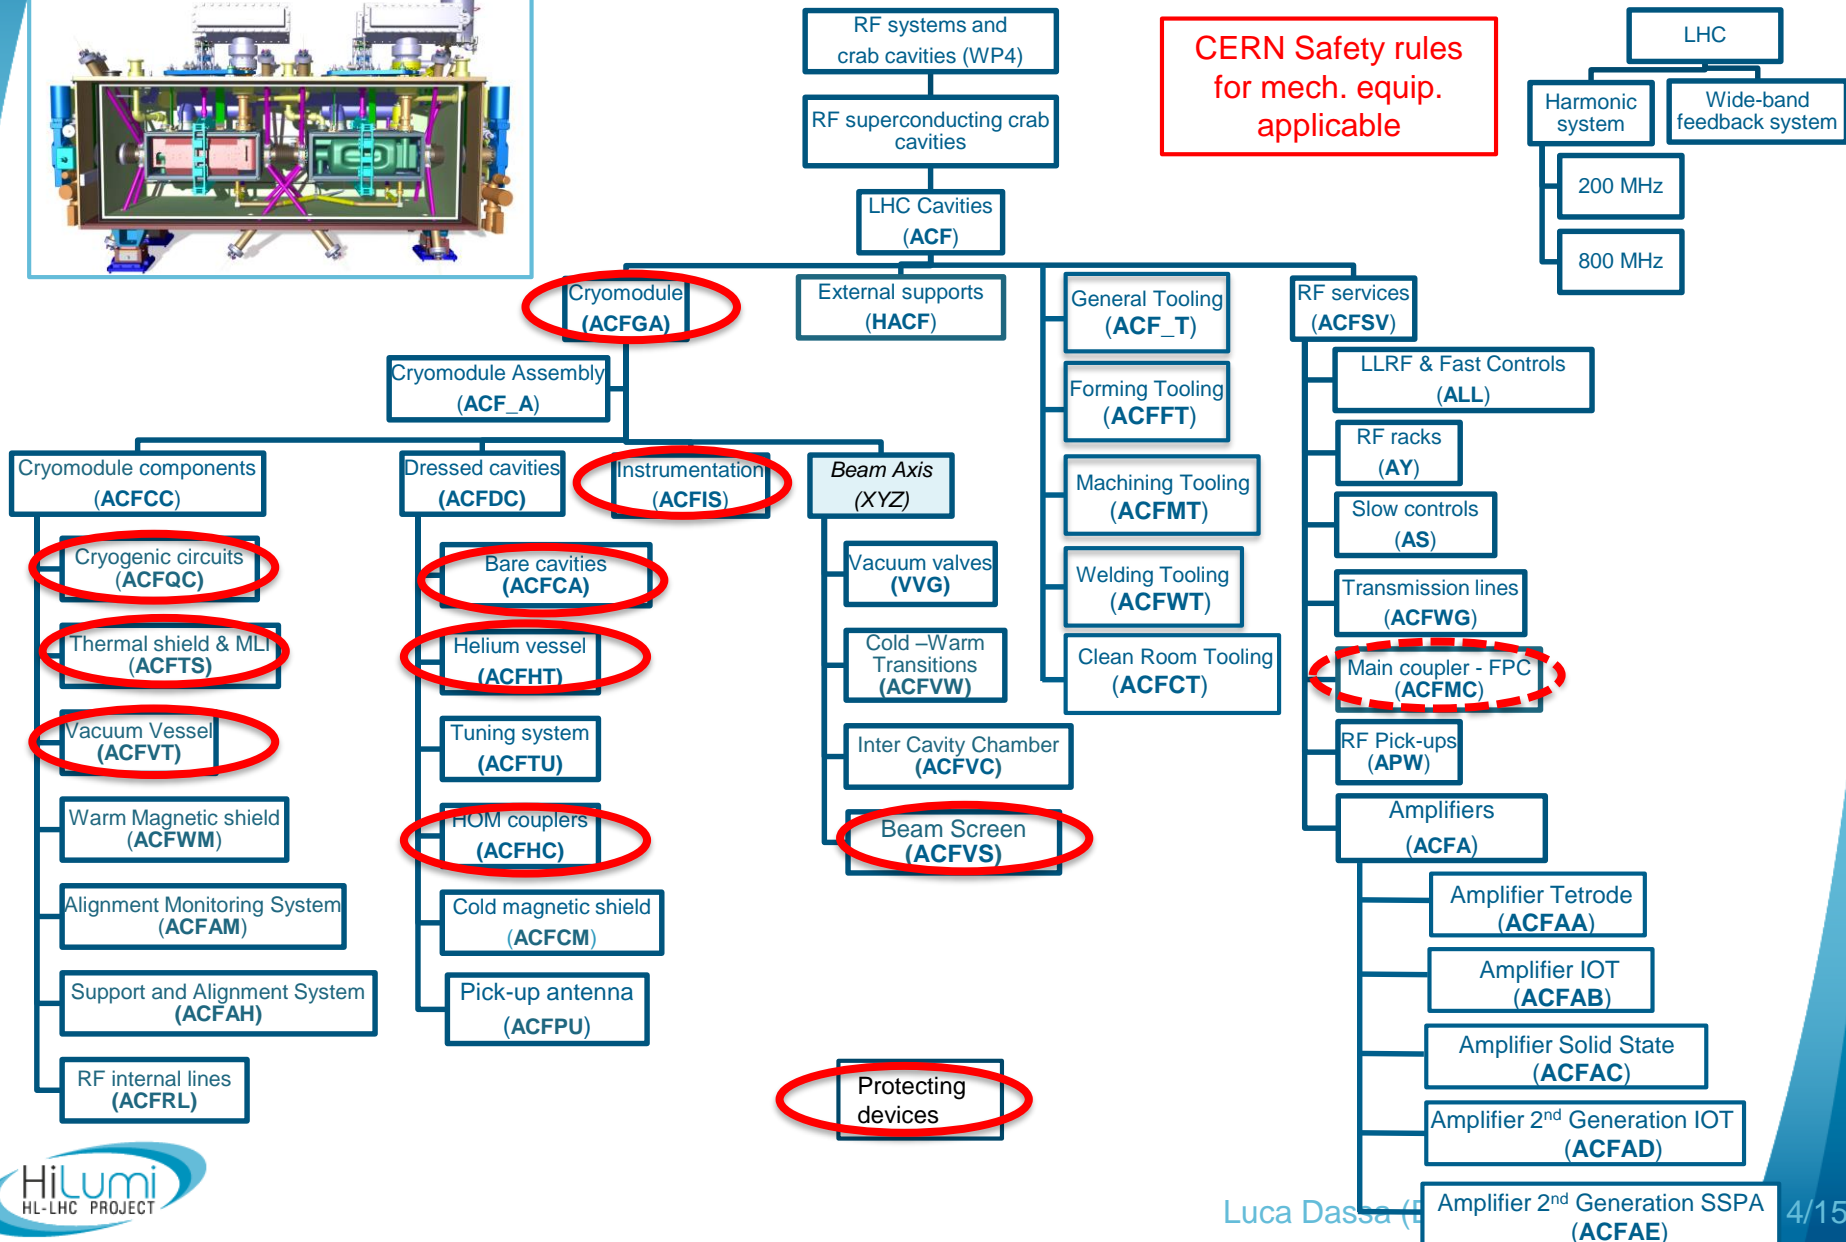 RF systems and
crab cavities (WP4)
CERN Safety rules
for mech. equip.
applicable
LHC
Harmonic
system
Wide-band
feedback system
200 MHz
800 MHz
RF superconducting crab
cavities
LHC Cavities
(ACF)
Cryomodule
(ACFGA)
External supports
(HACF)
General Tooling
(ACF_T)
RF services
(ACFSV)
Cryomodule Assembly
(ACF_A)
Forming Tooling
(ACFFT)
Machining Tooling
(ACFMT)
Welding Tooling
(ACFWT)
Clean Room Tooling
(ACFCT)
LLRF & Fast Controls
(ALL)
RF racks
(AY)
Slow controls
(AS)
Transmission lines
(ACFWG)
Main coupler - FPC
(ACFMC)
RF Pick-ups
(APW)
Amplifiers
(ACFA)
Amplifier Tetrode
(ACFAA)
Amplifier IOT
(ACFAB)
Amplifier Solid State
(ACFAC)
Amplifier 2nd Generation IOT
(ACFAD)
Amplifier 2nd Generation SSPA
(ACFAE)
Cryomodule components
(ACFCC)
Cryogenic circuits
(ACFQC)
Thermal shield & MLI
(ACFTS)
Vacuum Vessel
(ACFVT)
Warm Magnetic shield
(ACFWM)
Alignment Monitoring System
(ACFAM)
Support and Alignment System
(ACFAH)
RF internal lines
(ACFRL)
Dressed cavities
(ACFDC)
Bare cavities
(ACFCA)
Helium vessel
(ACFHT)
Tuning system
(ACFTU)
HOM couplers
(ACFHC)
Cold magnetic shield
(ACFCM)
Pick-up antenna
(ACFPU)
Instrumentation
(ACFIS)
Beam Axis
(XYZ)
Vacuum valves
(VVG)
Cold –Warm
Transitions
(ACFVW)
Inter Cavity Chamber
(ACFVC)
Beam Screen
(ACFVS)
Protecting
devices
HiLumi
HL-LHC PROJECT
Luca Dassa (
4/15